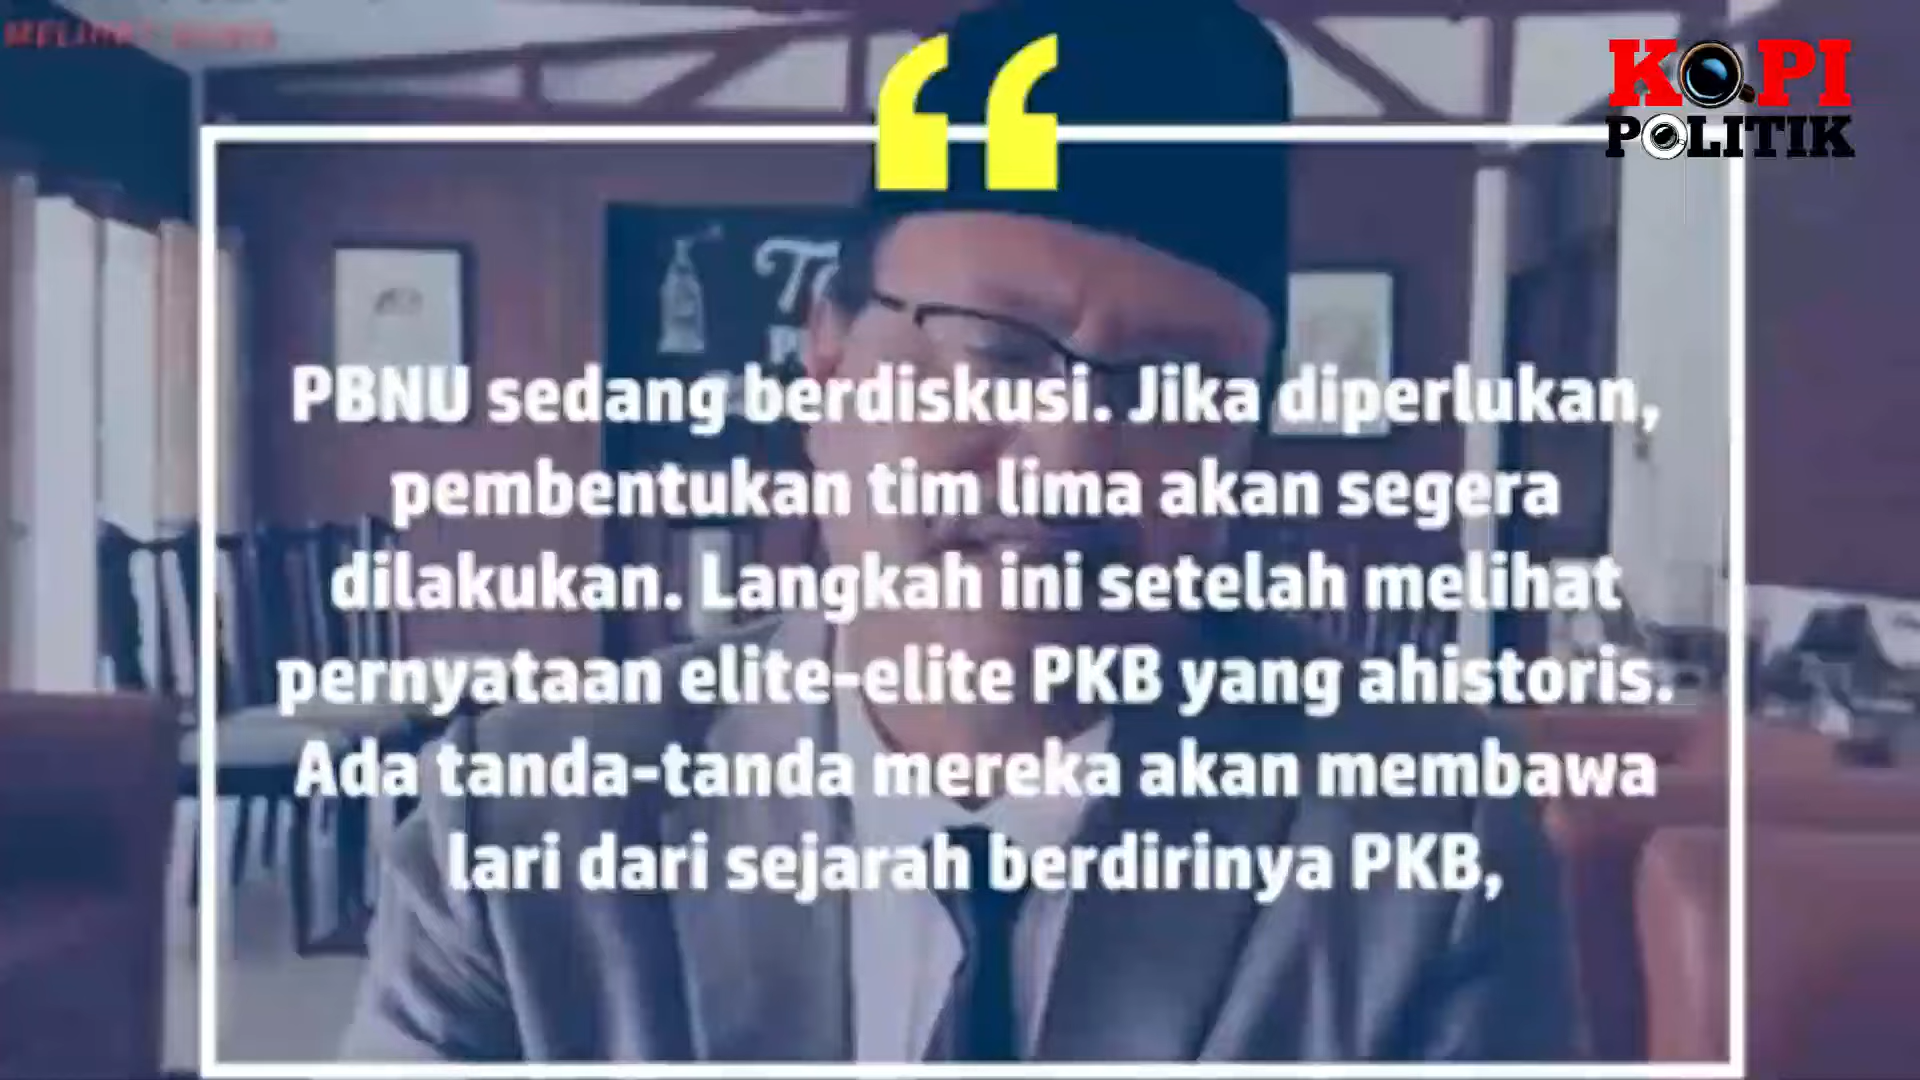 KOPI
POLITIK
PBNU sedang berdiskusi. Jika diperlukan,
pembentukan tim lima akan segera
dilakukan. Langkah ini setelah melihat
pernyataan elite-elite PKB yang ahistoris.
Ada tanda-tanda mereka akan membawa
lari dari sejarah berdirinya PKB,